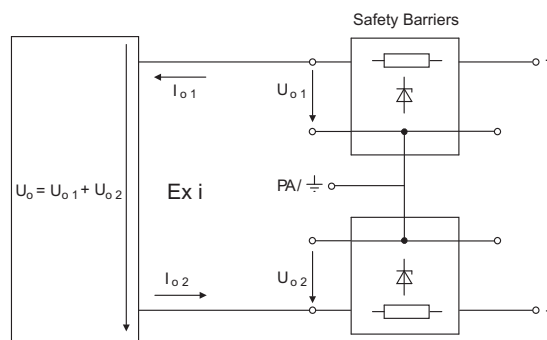 Safety Barriers
I o 1
U o 1
+
U o = U o 1 + U o 2
Ex i
PA/
I o 2
U o 2
-